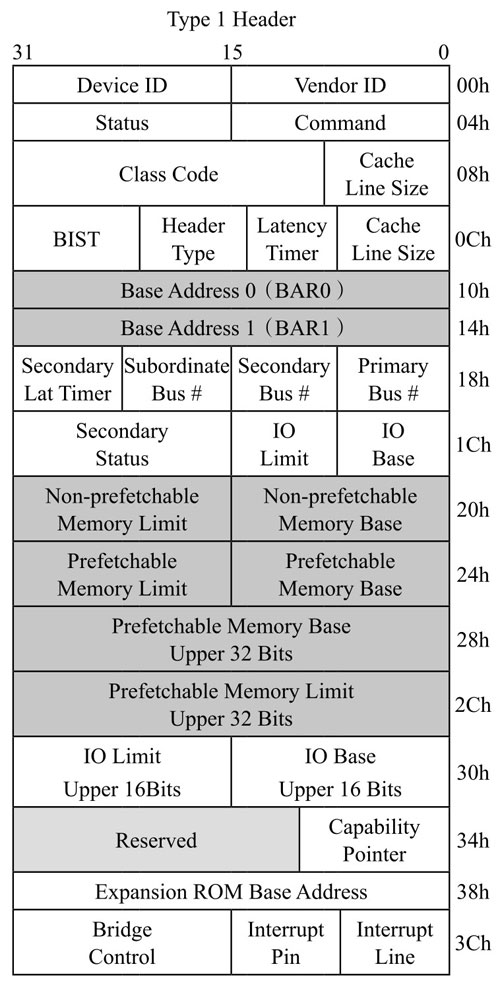 Type 1 Header
31 15 0
Device ID Vendor ID 00h
Status Command 04h
Class Code Cache Line Size 08h
BIST Header Type Latency Timer Cache Line Size 0Ch
Base Address 0（BAR0） 10h
Base Address 1（BAR1） 14h
Secondary Lat Timer Subordinate Bus # Secondary Bus # Primary Bus # 18h
Secondary Status IO Limit IO Base 1Ch
Non-prefetchable Memory Limit Non-prefetchable Memory Base 20h
Prefetchable Memory Limit Prefetchable Memory Base 24h
Prefetchable Memory Base Upper 32 Bits 28h
Prefetchable Memory Limit Upper 32 Bits 2Ch
IO Limit Upper 16Bits IO Base Upper 16 Bits 30h
Reserved Capability Pointer 34h
Expansion ROM Base Address 38h
Bridge Control Interrupt Pin Interrupt Line 3Ch